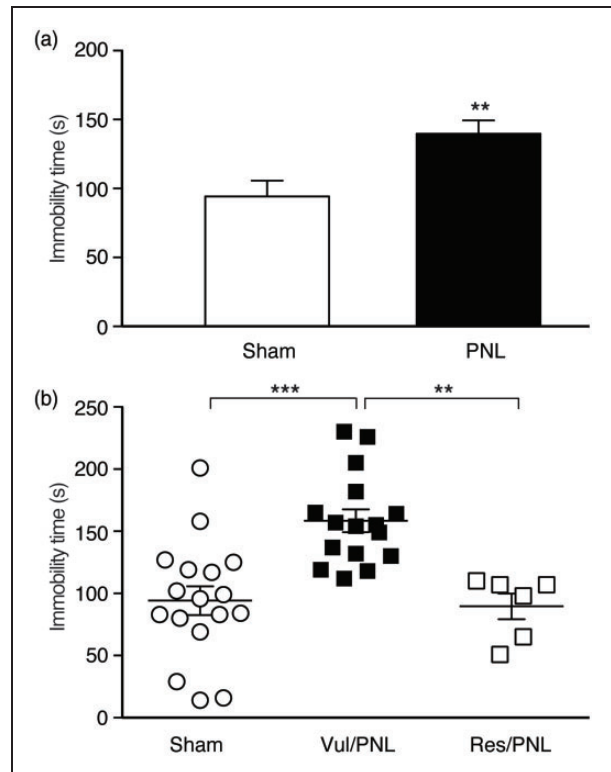 (a)
200
150
100
50
0
Immobility time (s)
**
Sham PNL
(b)
*** **
250
200
150
100
50
0
Immobility time (s)
Sham Vul/PNL Res/PNL